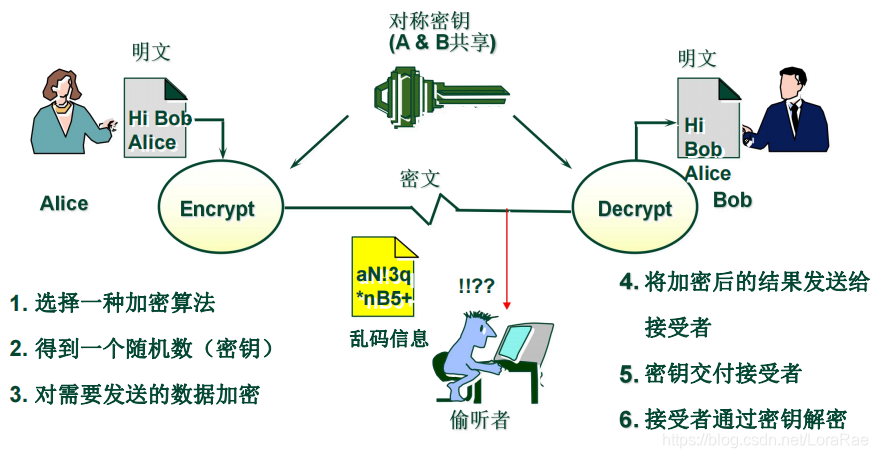 对称密钥
(A & B共享)
明文
Hi Bob
Alice
Alice
Encrypt
密文
aN!3q
*nB5+
乱码信息
!!??
偷听者
Decrypt
明文
Hi
Bob
Alice
Bob
1. 选择一种加密算法
2. 得到一个随机数（密钥）
3. 对需要发送的数据加密
4. 将加密后的结果发送给
接受者
5. 密钥交付接受者
6. 接受者通过密钥解密
https://blog.csdn.net/LoraRae